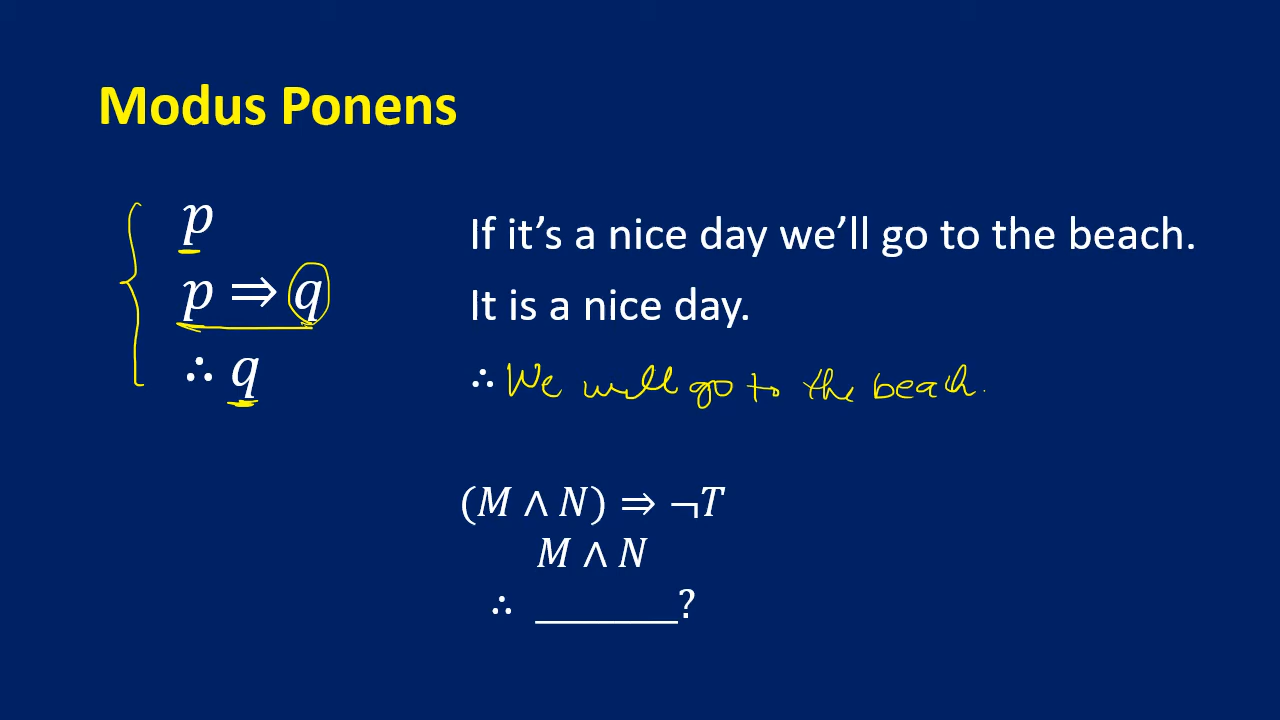 Modus Ponens
p
p ⇒ q
∴ q
If it's a nice day we'll go to the beach.
It is a nice day.
∴ We will go to the beach.
(M ∧ N) ⇒ ¬T
M ∧ N
∴ _______?